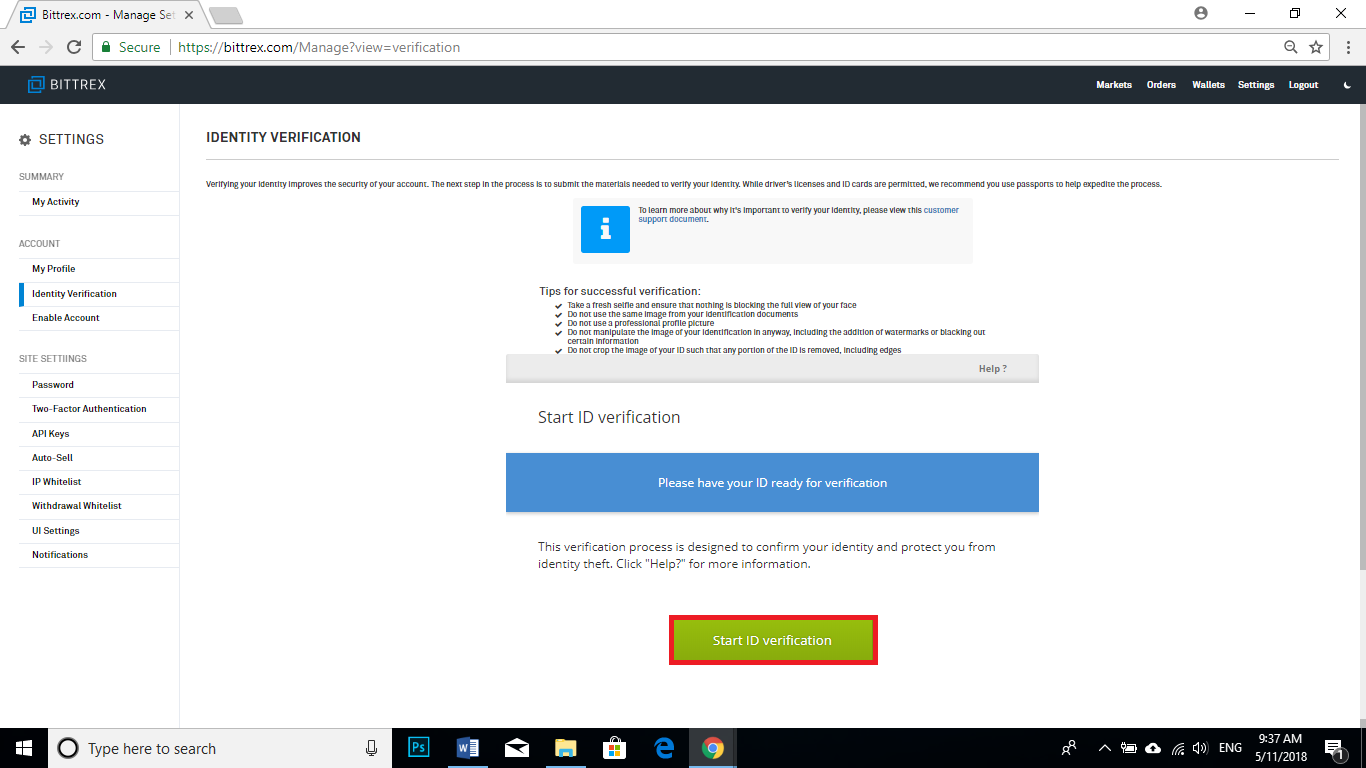 Bittrex.com - Manage Set
Secure
https://bittrex.com/Manage?view=verification
BITTREX
Markets
Orders
Wallets
Settings
Logout
SETTINGS
SUMMARY
My Activity
ACCOUNT
My Profile
Identity Verification
Enable Account
SITE SETTINGS
Password
Two-Factor Authentication
API Keys
Auto-Sell
IP Whitelist
Withdrawal Whitelist
UI Settings
Notifications
IDENTITY VERIFICATION
Verifying your identity improves the security of your account. The next step in the process is to submit the materials needed to verify your identity. While driver's licenses and ID cards are permitted, we recommend you use passports to help expedite the process.
To learn more about why it's important to verify your identity, please view this customer
support document.
Tips for successful verification:
Take a fresh selfie and ensure that nothing is blocking the full view of your face
Do not use the same image from your identification documents
Do not use a professional profile picture
Do not manipulate the image of your identification in anyway, including the addition of watermarks or blacking out
certain information
Do not crop the image of your ID such that any portion of the ID is removed, including edges
Help ?
Start ID verification
Please have your ID ready for verification
This verification process is designed to confirm your identity and protect you from
identity theft. Click "Help?" for more information.
Start ID verification
Type here to search
Ps
W
ENG
9:37 AM
5/11/2018
1